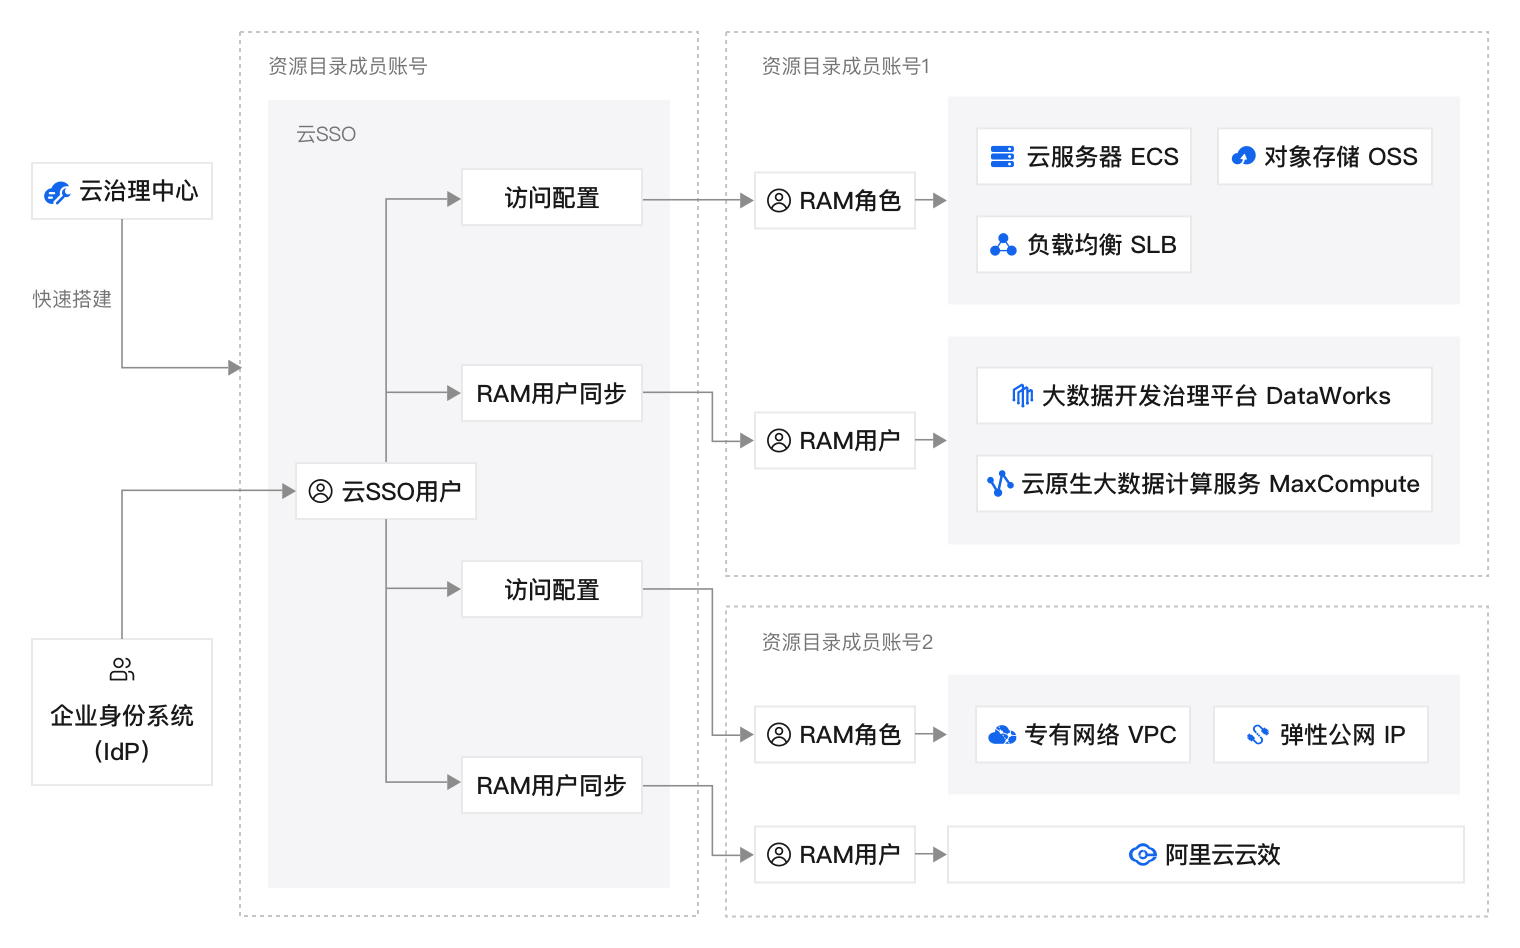 资源目录成员账号
云SSO
云治理中心
快速搭建
访问配置
RAM用户同步
云SSO用户
访问配置
RAM用户同步
企业身份系统
(IdP)
资源目录成员账号1
RAM角色
云服务器 ECS
对象存储 OSS
负载均衡 SLB
RAM用户
大数据开发治理平台 DataWorks
云原生大数据计算服务 MaxCompute
资源目录成员账号2
RAM角色
专有网络 VPC
弹性公网 IP
RAM用户
阿里云云效